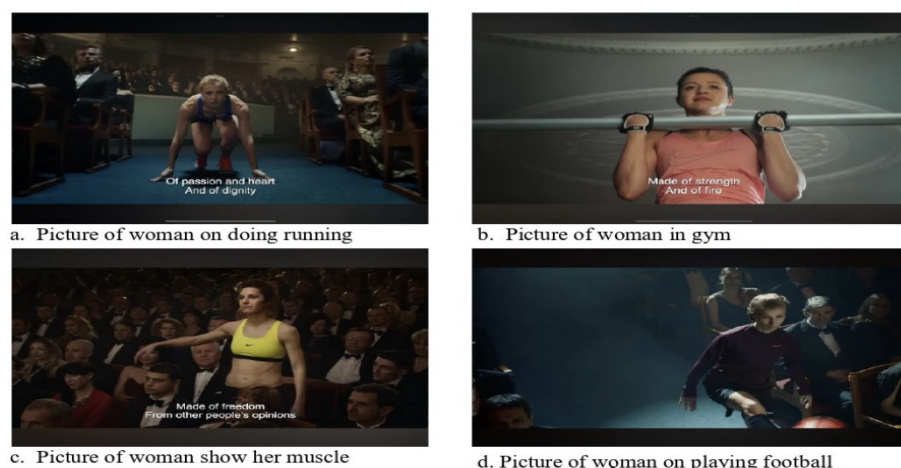 Of passion and heart
And of dignity
Made of strength
And of fire
a.  Picture of woman on doing running
b.  Picture of woman in gym
Made of freedom
From other people's opinions
c.  Picture of woman show her muscle
d. Picture of woman on playing football